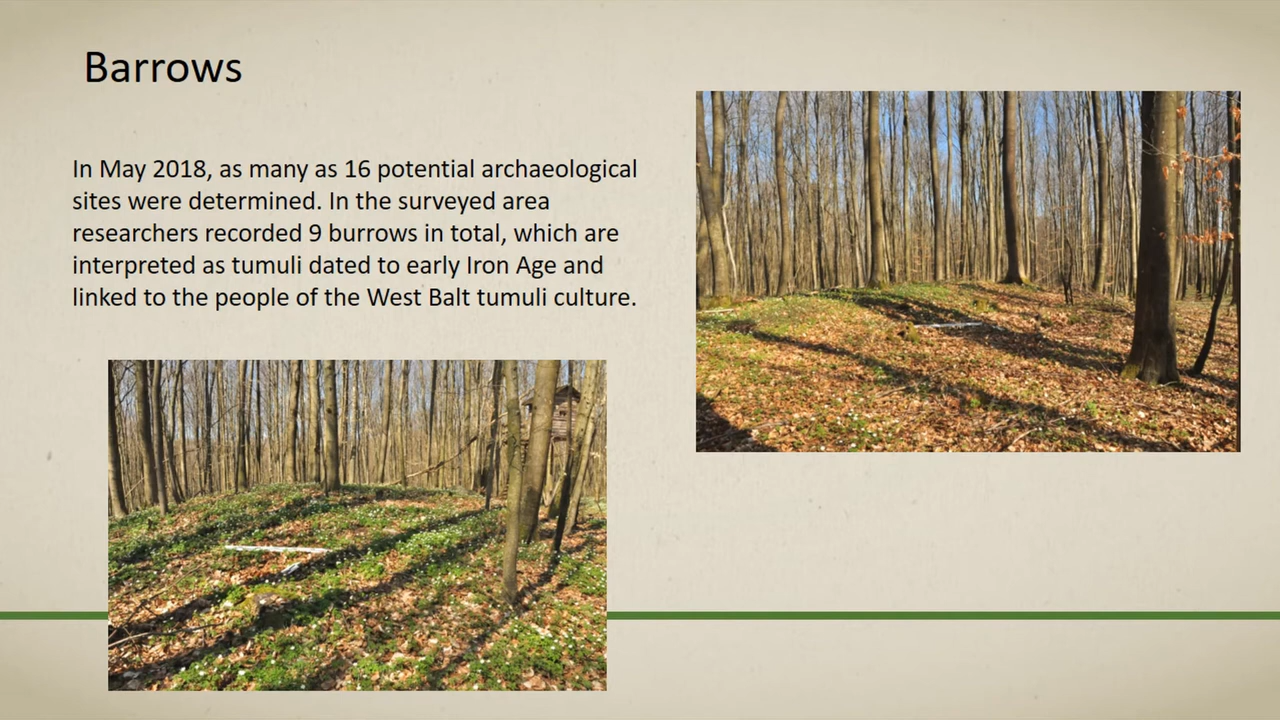 Barrows
In May 2018, as many as 16 potential archaeological
sites were determined. In the surveyed area
researchers recorded 9 burrows in total, which are
interpreted as tumuli dated to early Iron Age and
linked to the people of the West Balt tumuli culture.